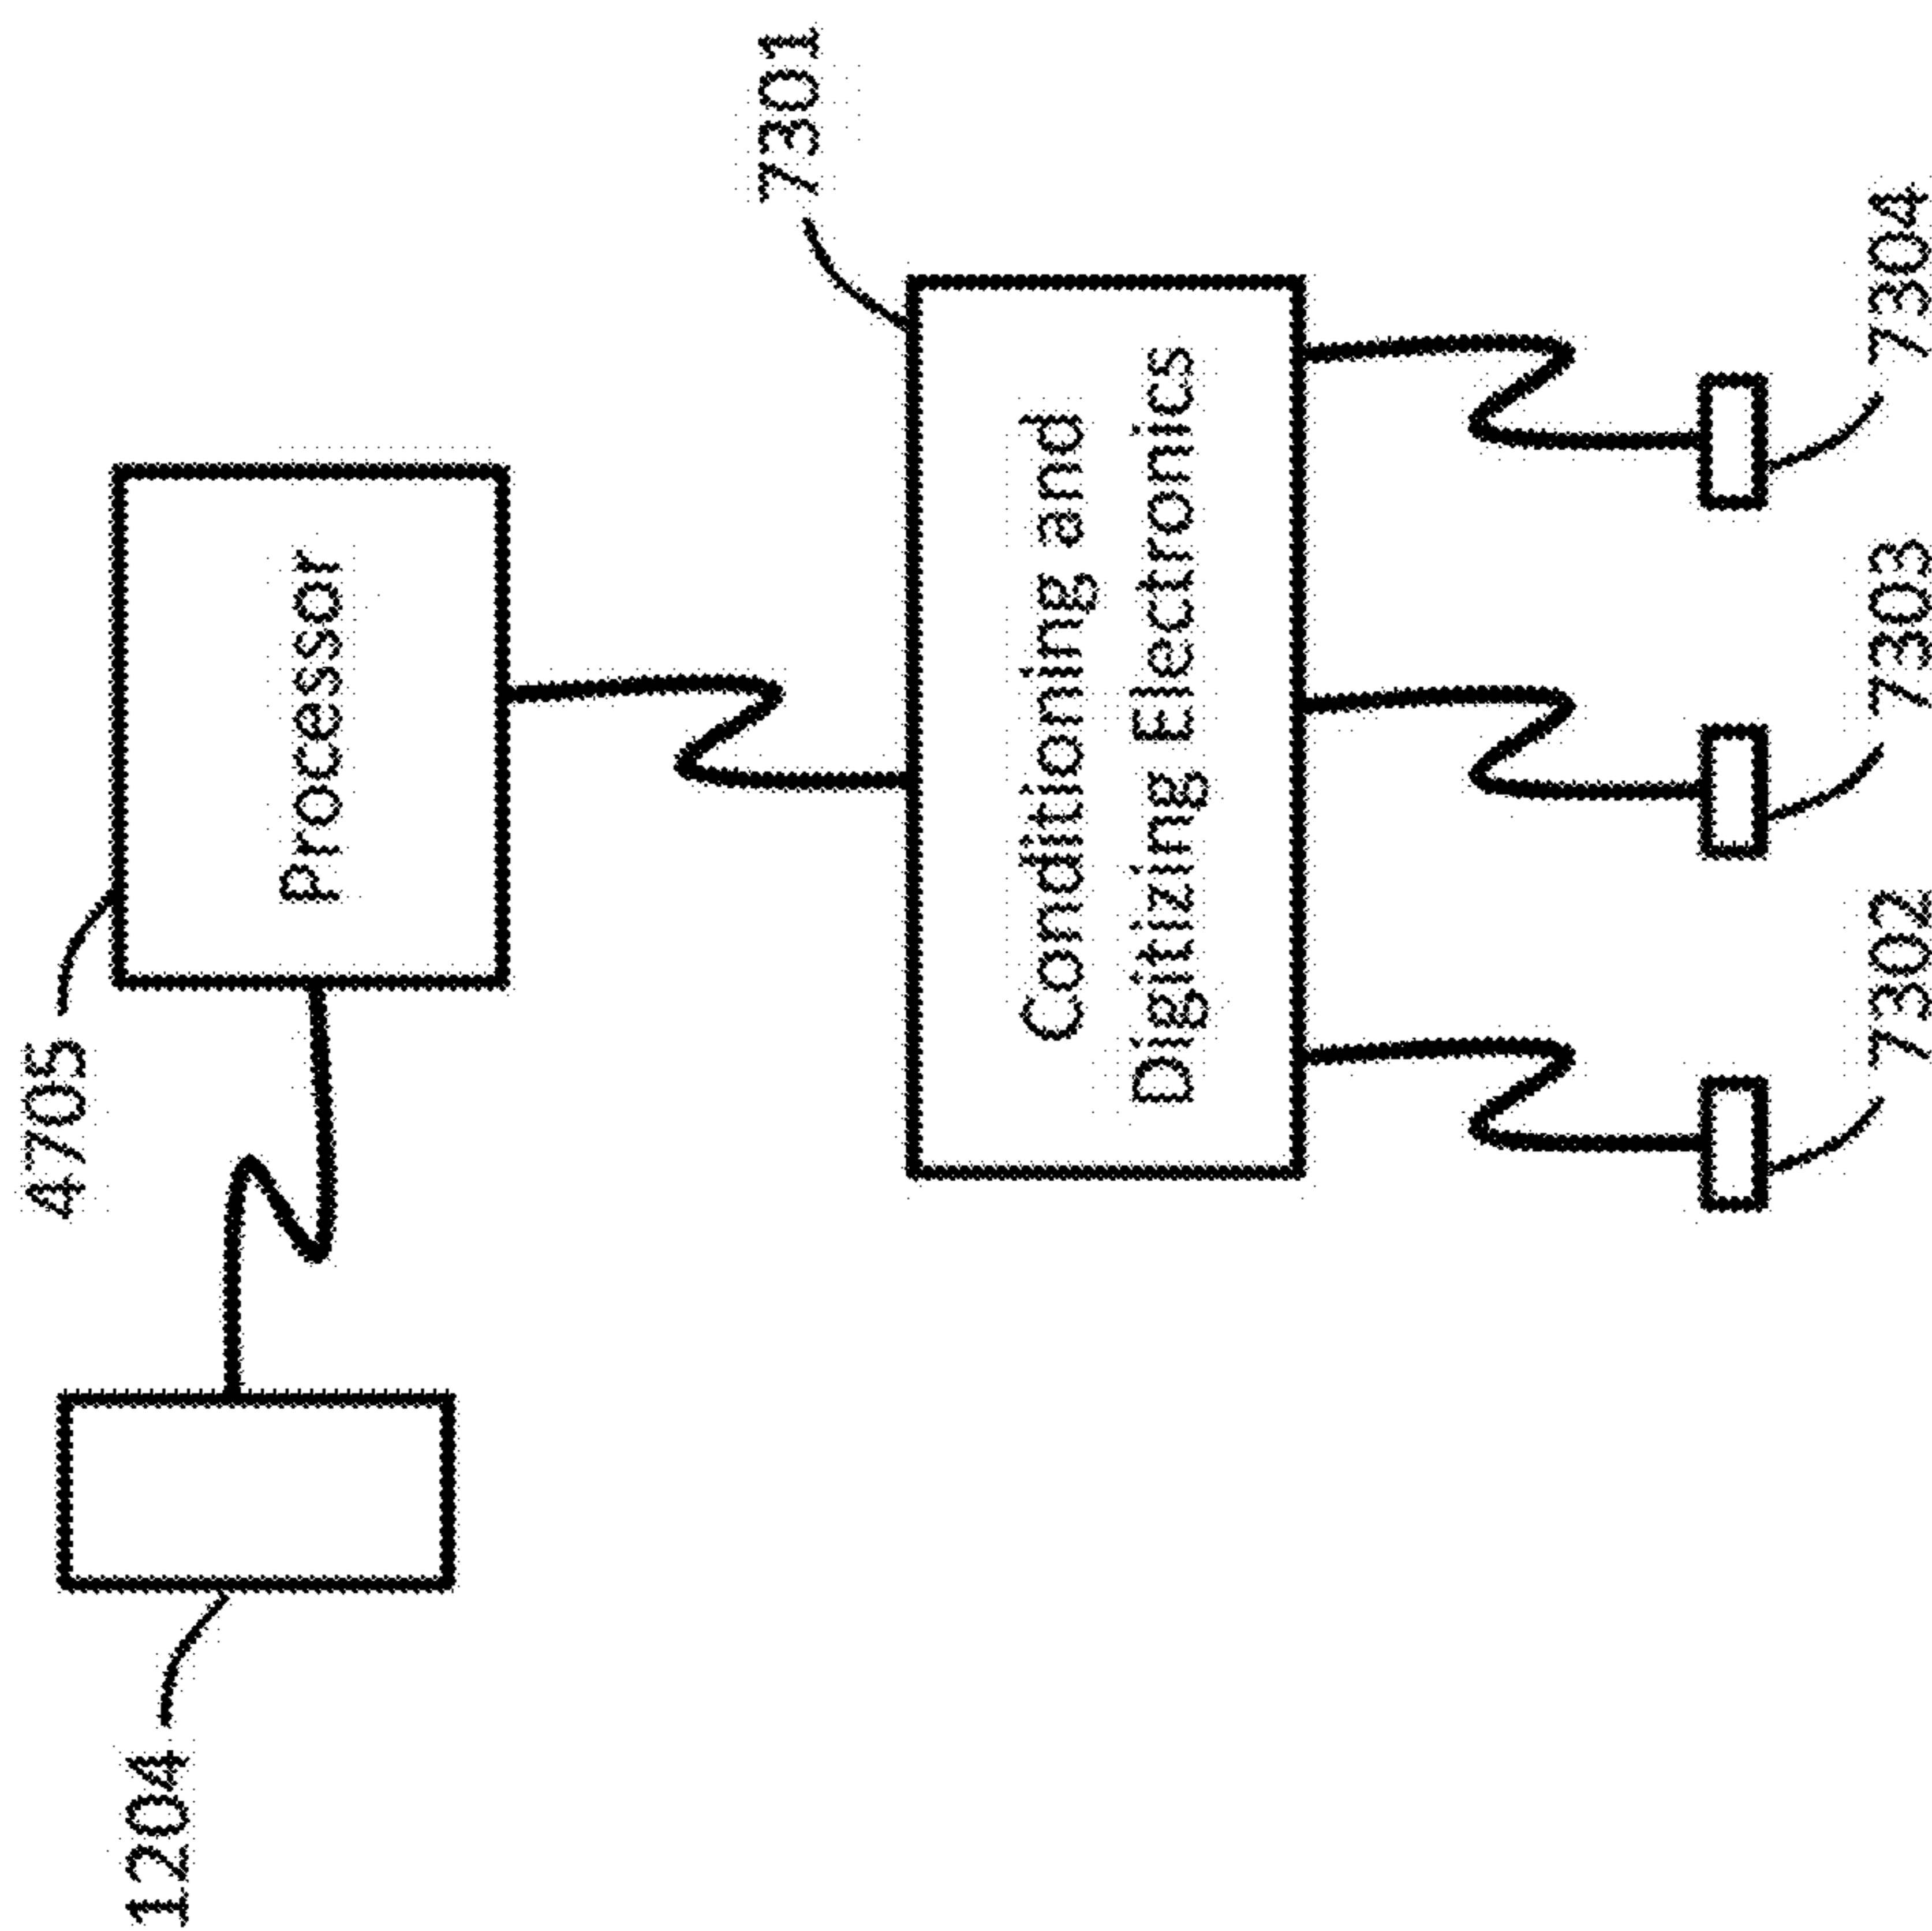 4705
Processor
1204
7301
Conditioning and
Digitizing Electronics
7302
7303
7304